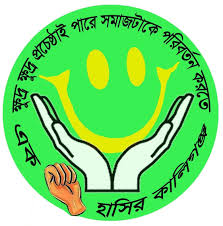 ক্ষুদ্র ক্ষুদ্র প্রচেষ্টাই পারে সমাজটাকে পরিবর্তন করতে
এক হাসির কালিগঞ্জ